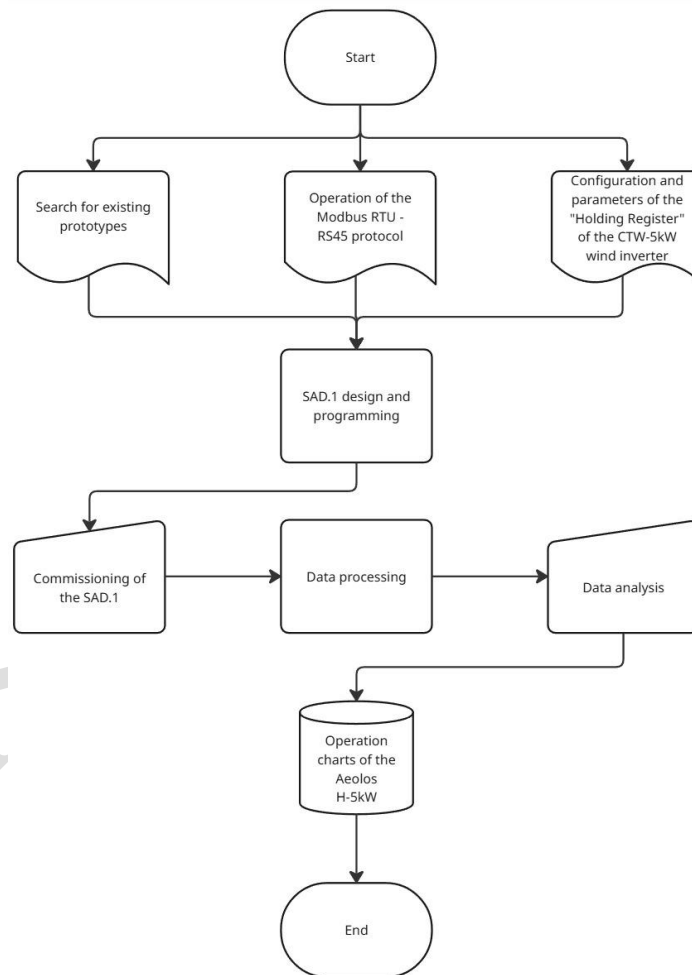 Start
Search for existing
prototypes
Operation of the
Modbus RTU -
RS45 protocol
Configuration and
parameters of the
"Holding Register"
of the CTW-5kW
wind inverter
SAD.1 design and
programming
Commissioning of
the SAD.1
Data processing
Data analysis
Operation
charts of the
Aeolos
H-5kW
End